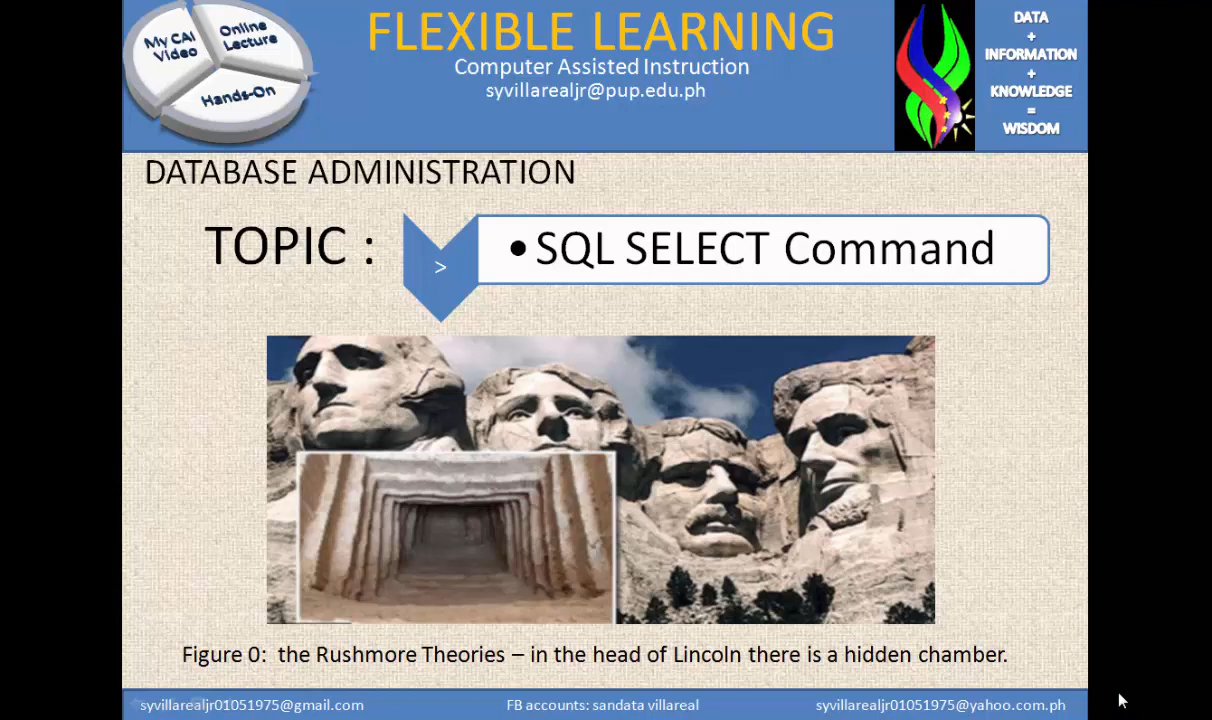 My CAI
Video
Online
Lecture
Hands-On
FLEXIBLE LEARNING
Computer Assisted Instruction
syvillarealjr@pup.edu.ph
DATA
+
INFORMATION
+
KNOWLEDGE
=
WISDOM
DATABASE ADMINISTRATION
TOPIC :
>
• SQL SELECT Command
Figure 0: the Rushmore Theories – in the head of Lincoln there is a hidden chamber.
syvillarealjr01051975@gmail.com
FB accounts: sandata villareal
syvillarealjr01051975@yahoo.com.ph